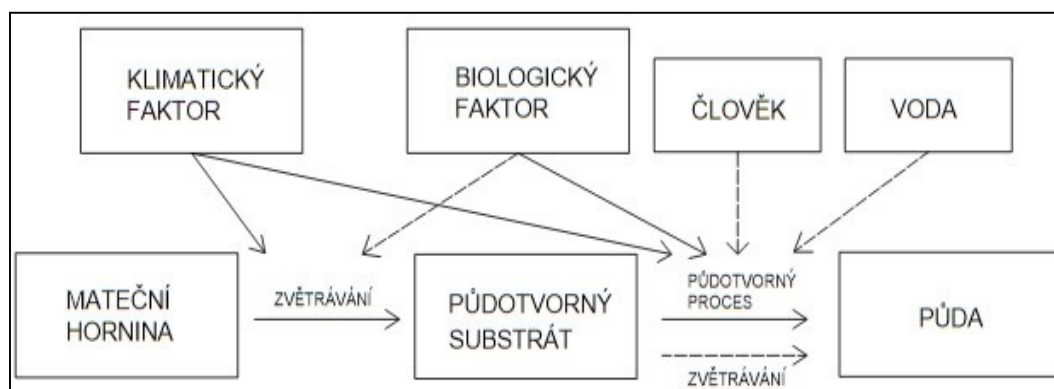 KLIMATICKÝ
FAKTOR
BIOLOGICKÝ
FAKTOR
ČLOVĚK
VODA
MATEČNÍ
HORNINA
ZVĚTRÁVÁNÍ
PŮDOTVORNÝ
SUBSTRÁT
PŮDOTVORNÝ
PROCES
ZVĚTRÁVÁNÍ
PŮDA